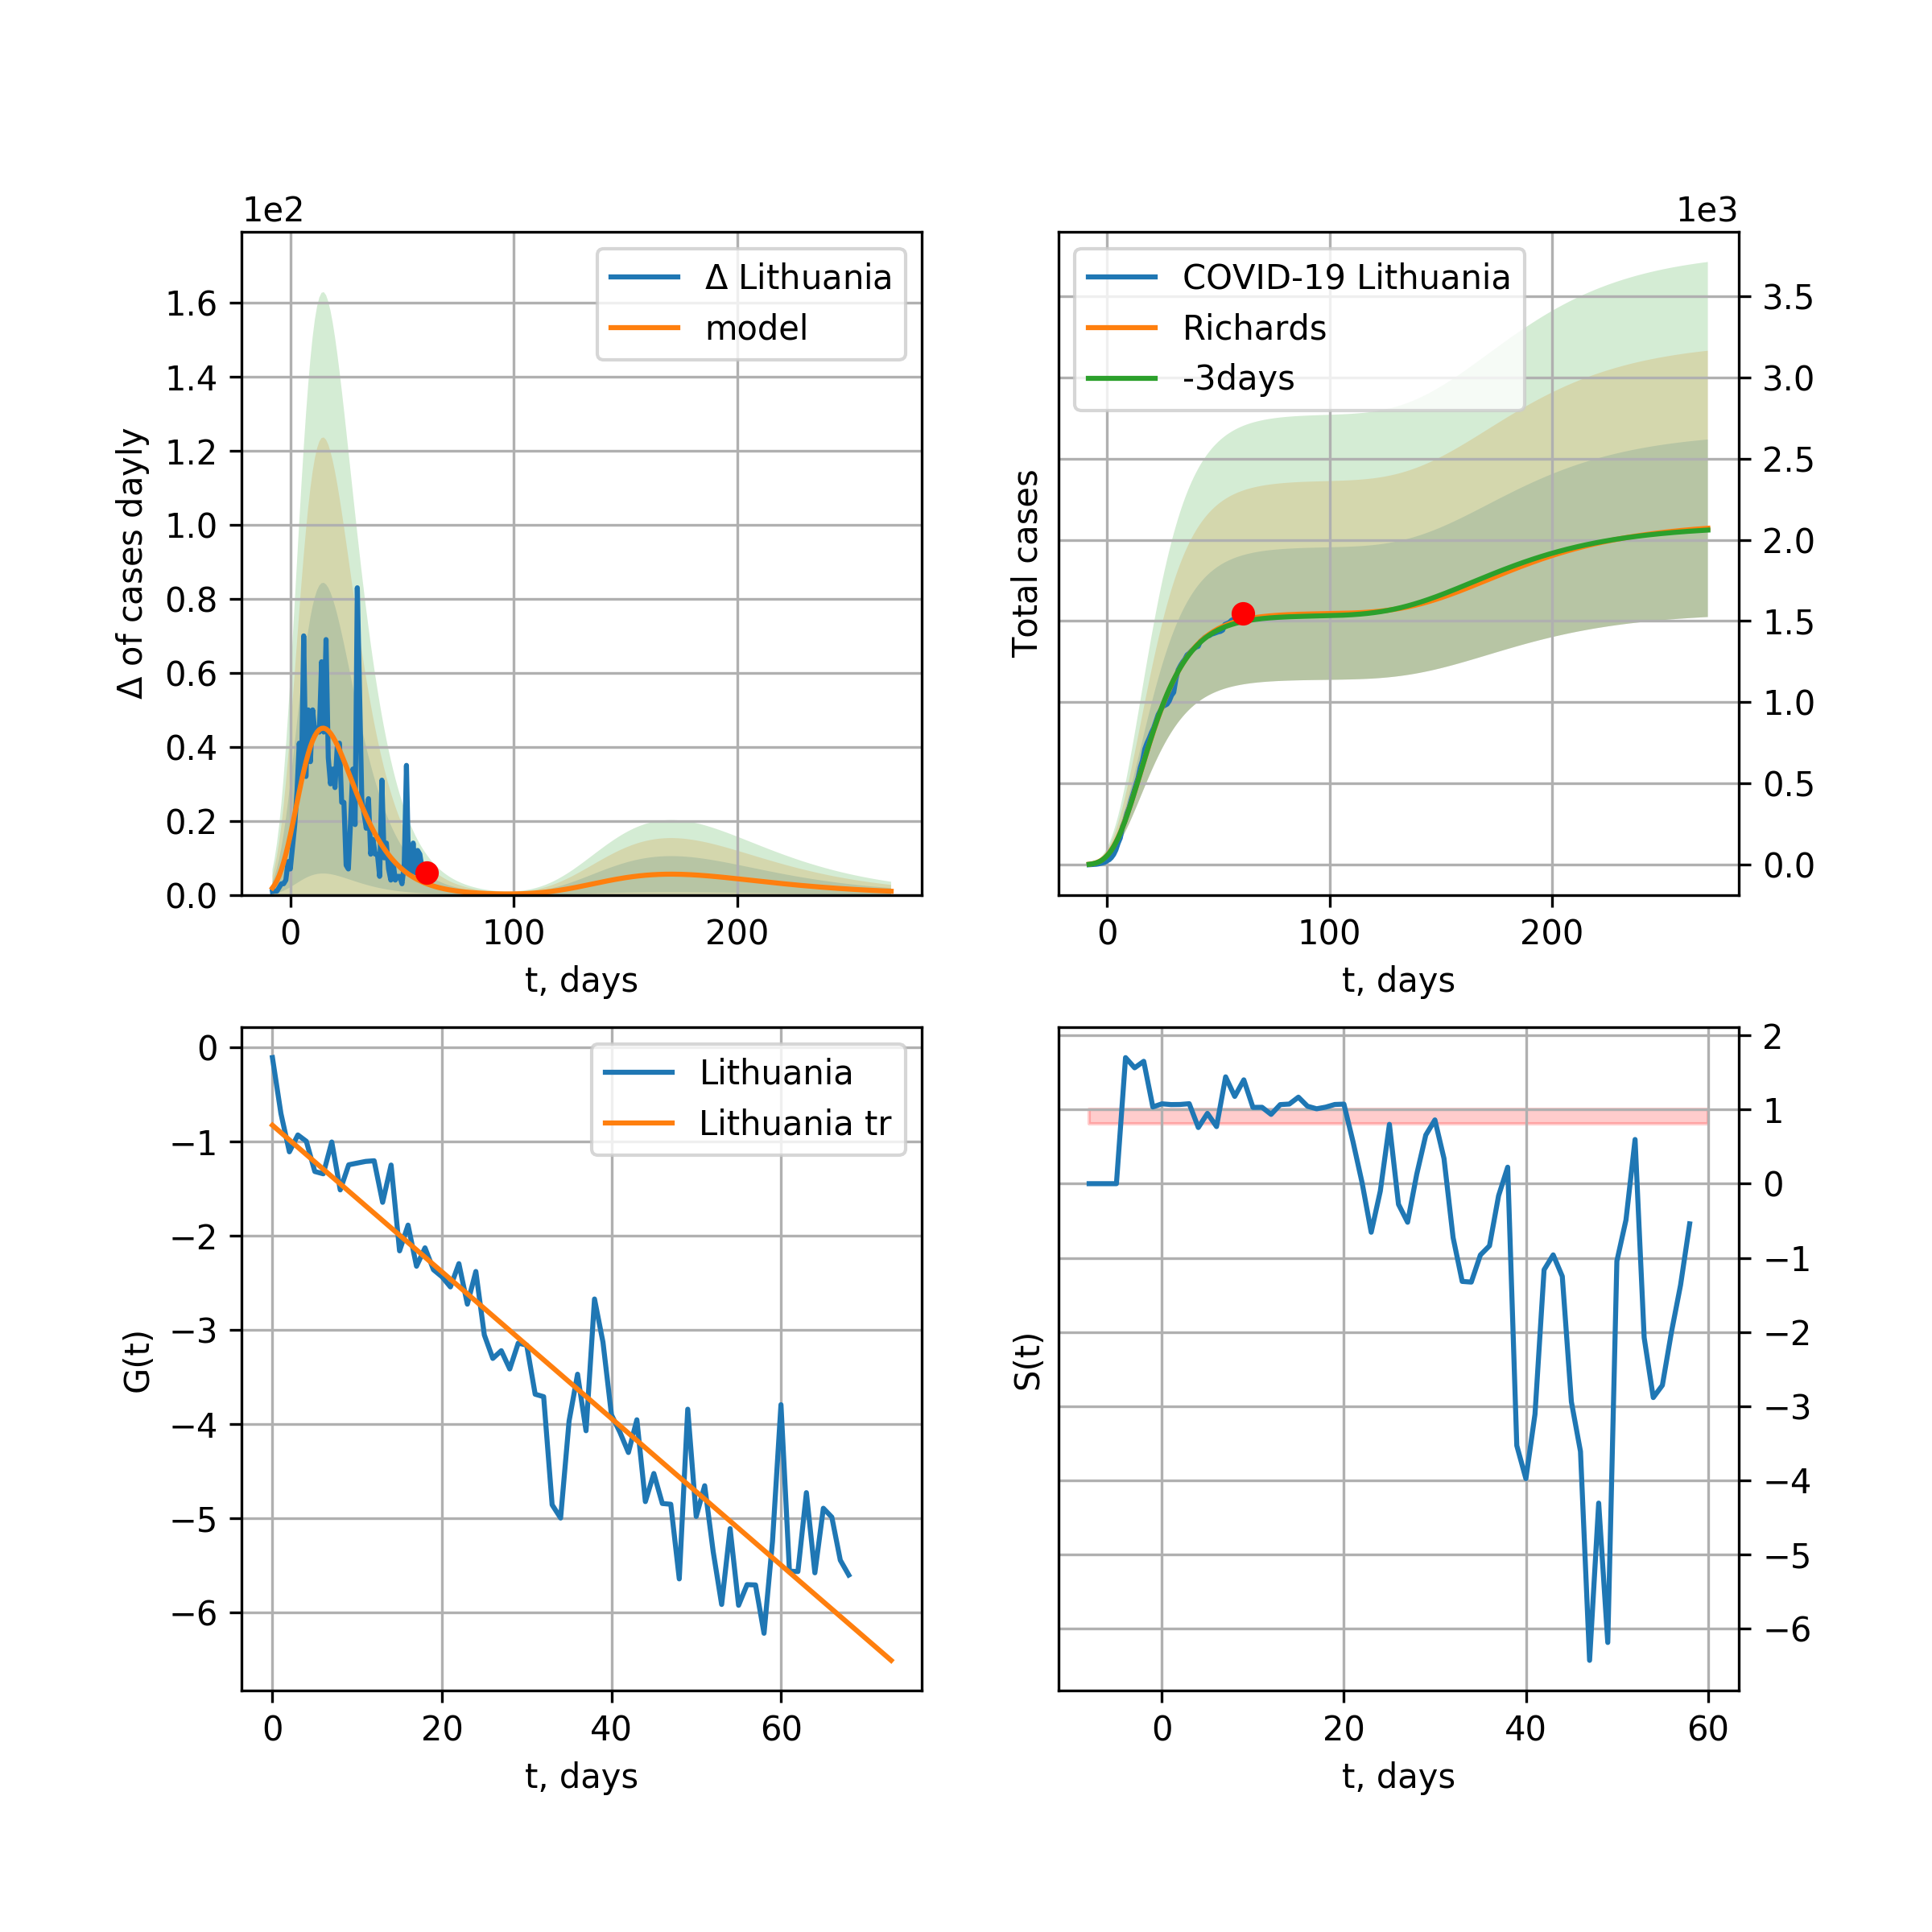 1e2
Δ Lithuania
model
1.6
1.4
1.2
1.0
0.8
0.6
0.4
0.2
0.0
Δ of cases dayly
0 100 200
t, days
1e3
COVID-19 Lithuania
Richards
-3days
3.5
3.0
2.5
2.0
1.5
1.0
0.5
0.0
Total cases
0 100 200
t, days
Lithuania
Lithuania tr
0
−1
−2
−3
−4
−5
−6
G(t)
0 20 40 60
t, days
2
1
0
−1
−2
−3
−4
−5
−6
S(t)
0 20 40 60
t, days